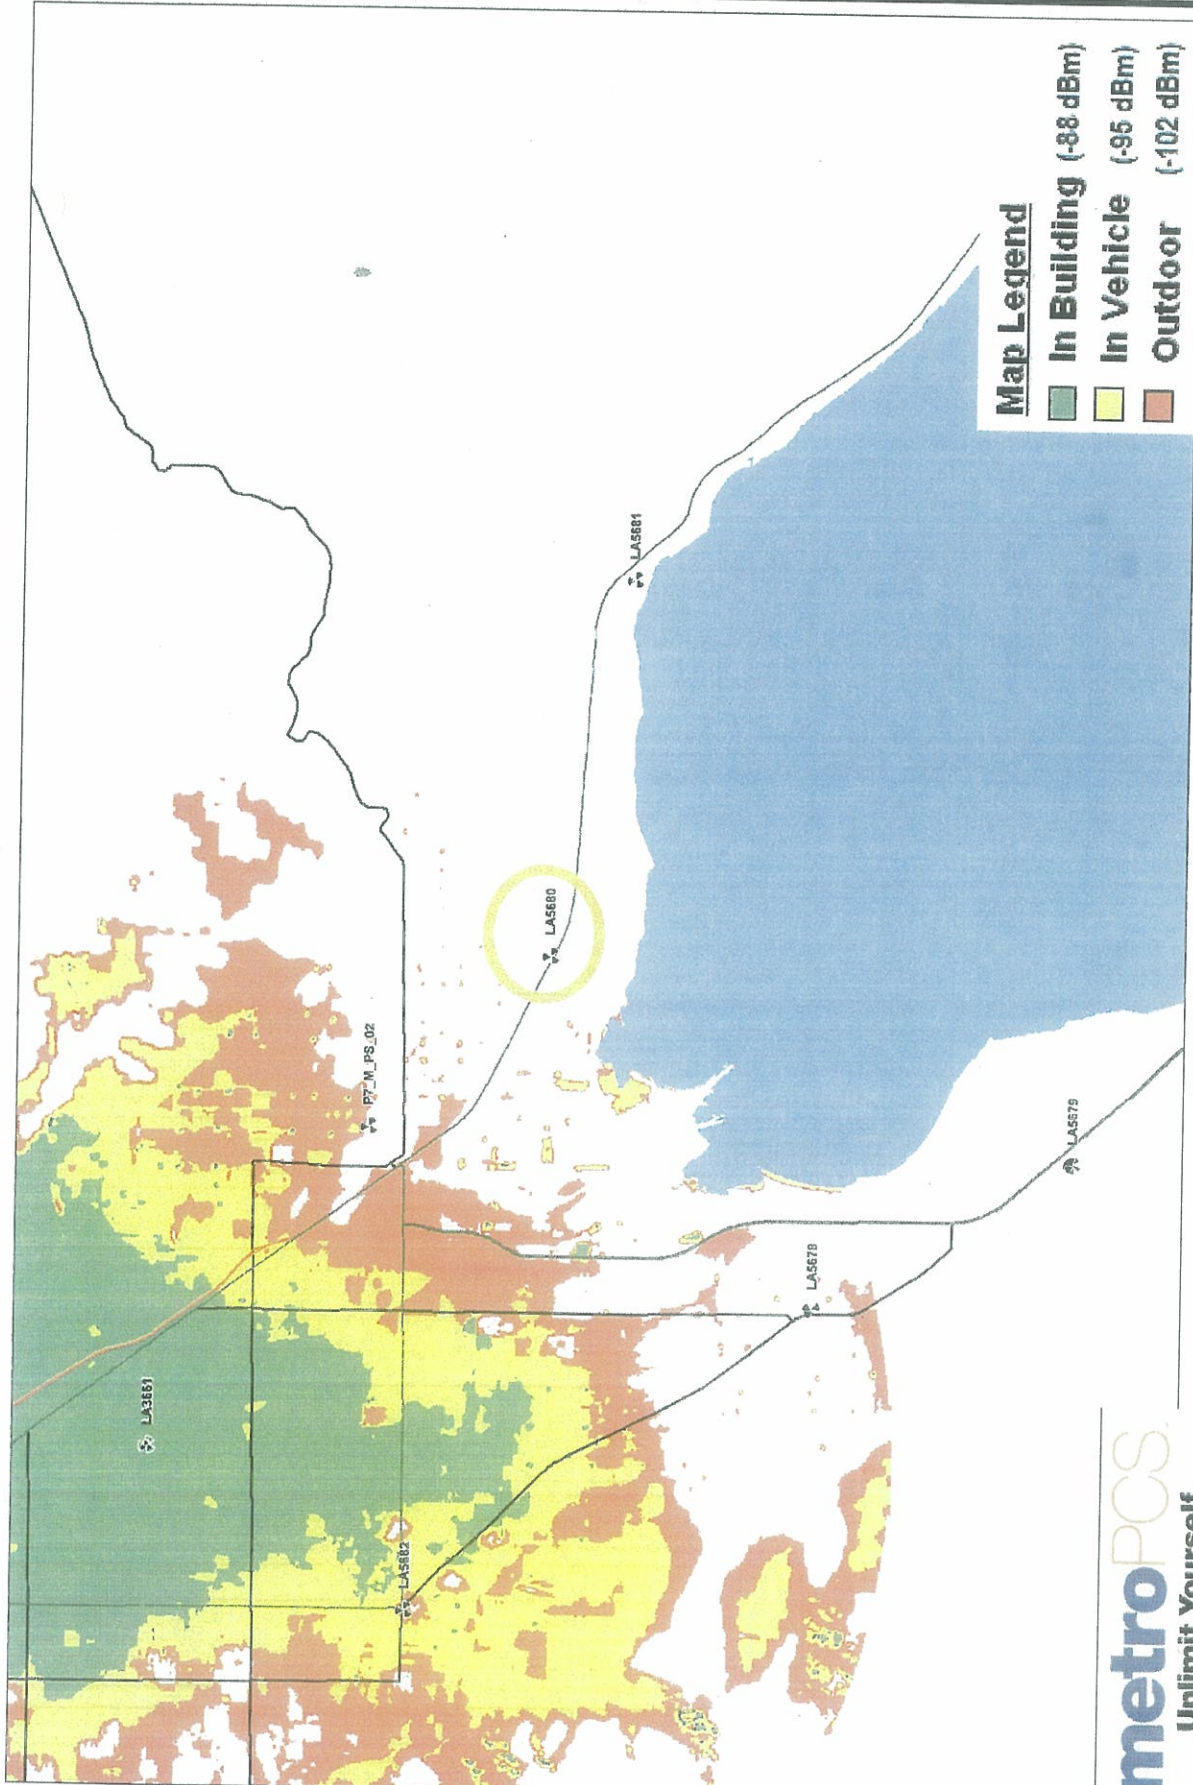 LA3661
LA5682
P7_M_PS_02
LA5680
LA5681
LA5678
LA5679
Map Legend
In Building (-88 dBm)
In Vehicle (-95 dBm)
Outdoor (-102 dBm)
metroPCS
Unlimit Yourself